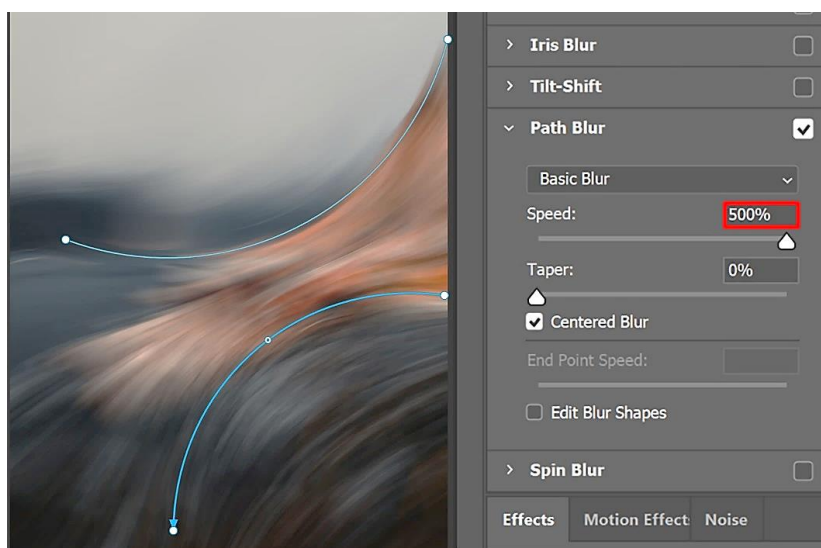 Iris Blur
Tilt-Shift
Path Blur
Basic Blur
Speed: 500%
Taper: 0%
Centered Blur
End Point Speed:
Edit Blur Shapes
Spin Blur
Effects Motion Effect Noise